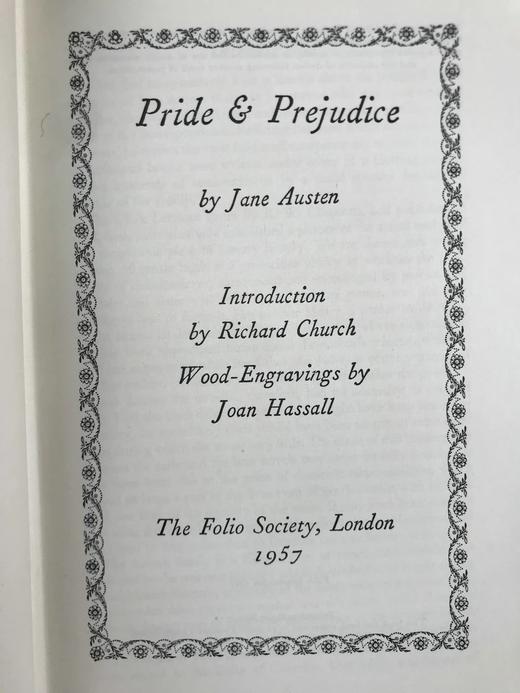 Pride & Prejudice
by Jane Austen
Introduction
by Richard Church
Wood-Engravings by
Joan Hassall
The Folio Society, London
1957